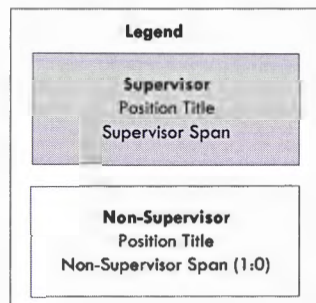 Legend
Supervisor
Position Title
Supervisor Span
Non-Supervisor
Position Title
Non-Supervisor Span (1:0)